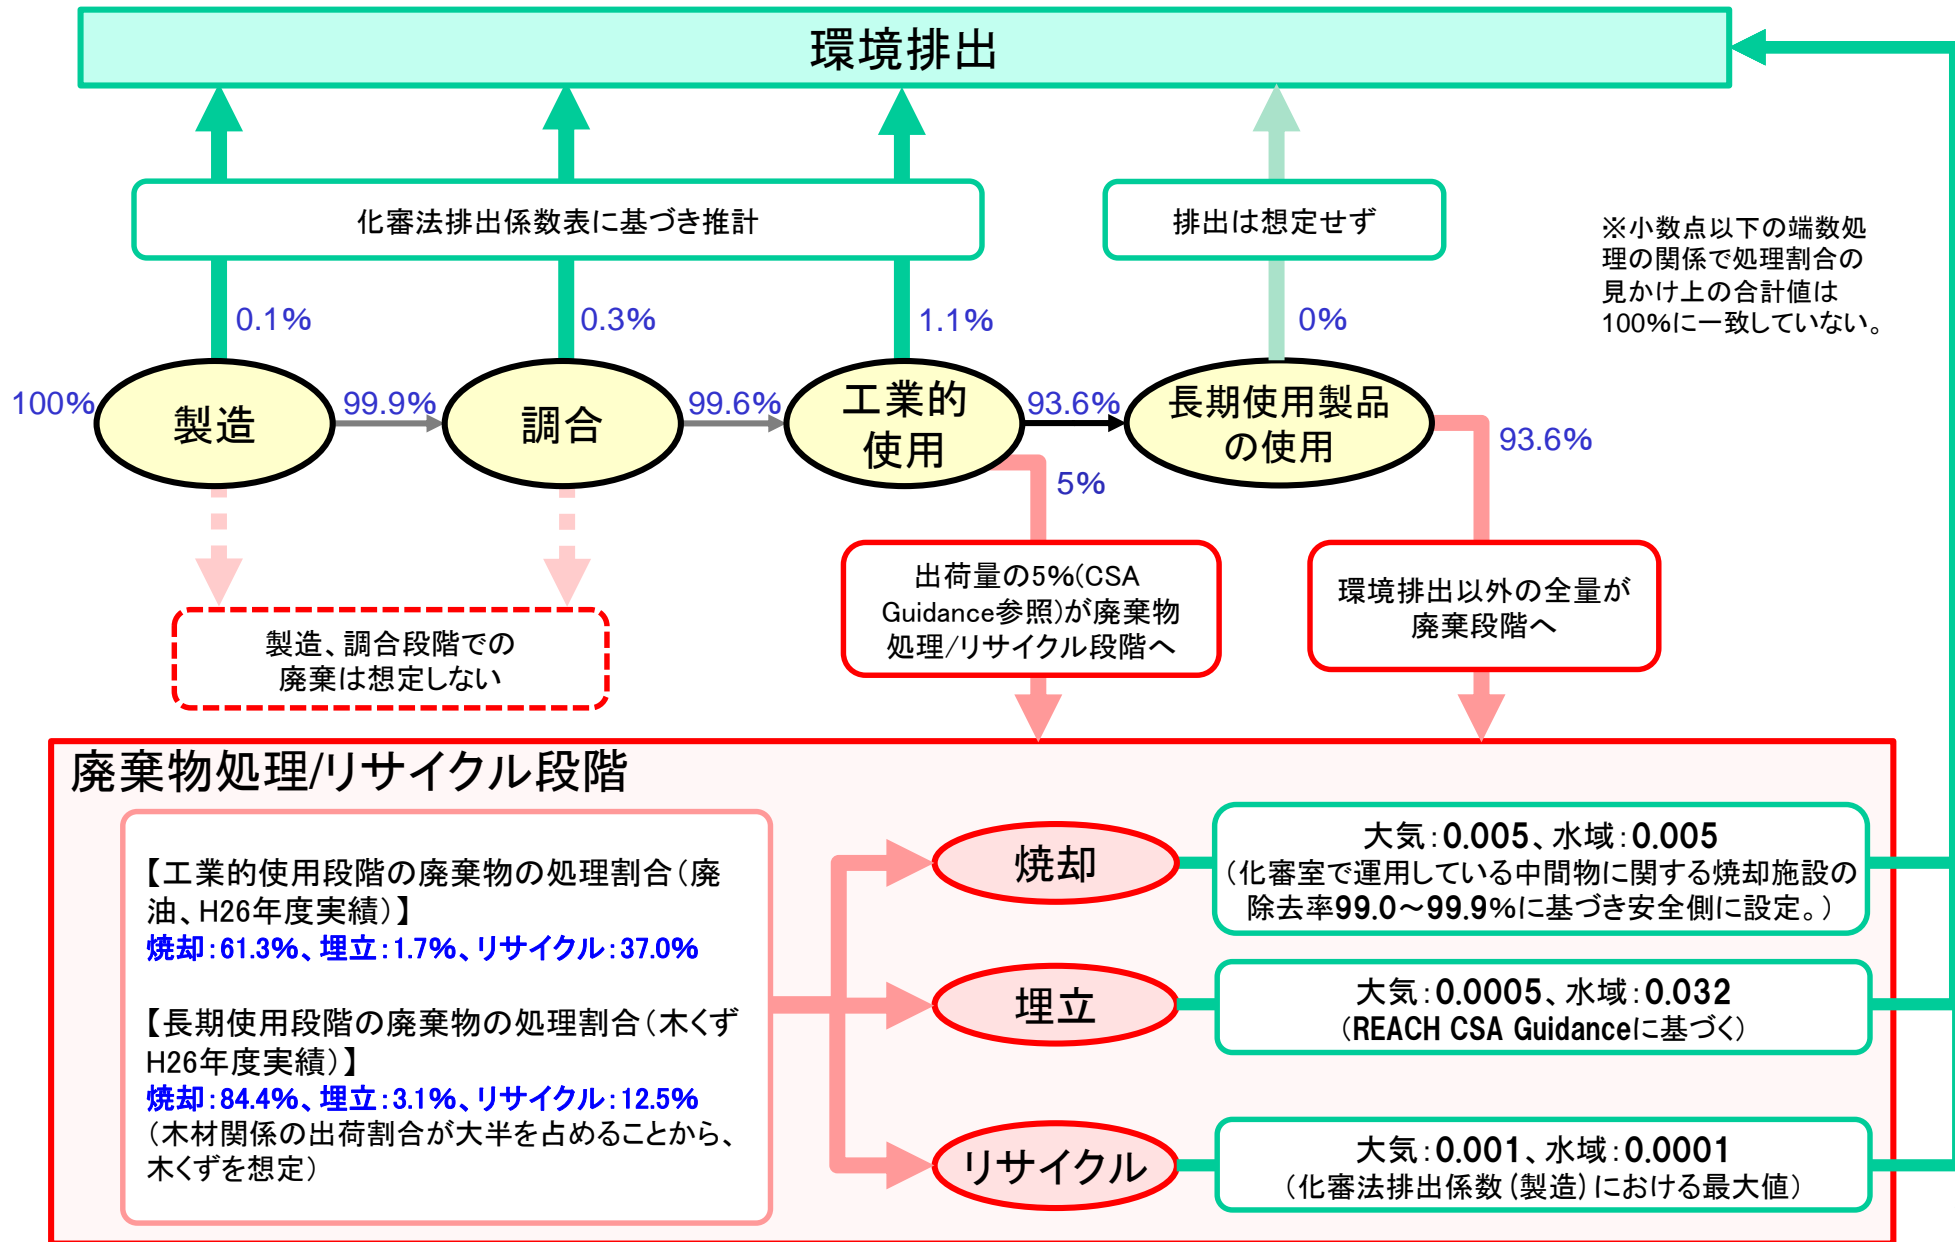 環境排出
化審法排出係数表に基づき推計
排出は想定せず
※小数点以下の端数処
理の関係で処理割合の
見かけ上の合計値は
100%に一致していない。
0.1%
0.3%
1.1%
0%
100%
製造
99.9%
調合
99.6%
工業的
使用
93.6%
長期使用製品
の使用
93.6%
5%
製造、調合段階での
廃棄は想定しない
出荷量の5%(CSA
Guidance参照)が廃棄物
処理/リサイクル段階へ
環境排出以外の全量が
廃棄段階へ
廃棄物処理/リサイクル段階
【工業的使用段階の廃棄物の処理割合(廃
油、H26年度実績)】
焼却:61.3%、埋立:1.7%、リサイクル:37.0%
【長期使用段階の廃棄物の処理割合(木くず
H26年度実績)】
焼却:84.4%、埋立:3.1%、リサイクル:12.5%
(木材関係の出荷割合が大半を占めることから、
木くずを想定)
焼却
大気:0.005、水域:0.005
(化審室で運用している中間物に関する焼却施設の
除去率99.0~99.9%に基づき安全側に設定。)
埋立
大気:0.0005、水域:0.032
(REACH CSA Guidanceに基づく)
リサイクル
大気:0.001、水域:0.0001
(化審法排出係数(製造)における最大値)